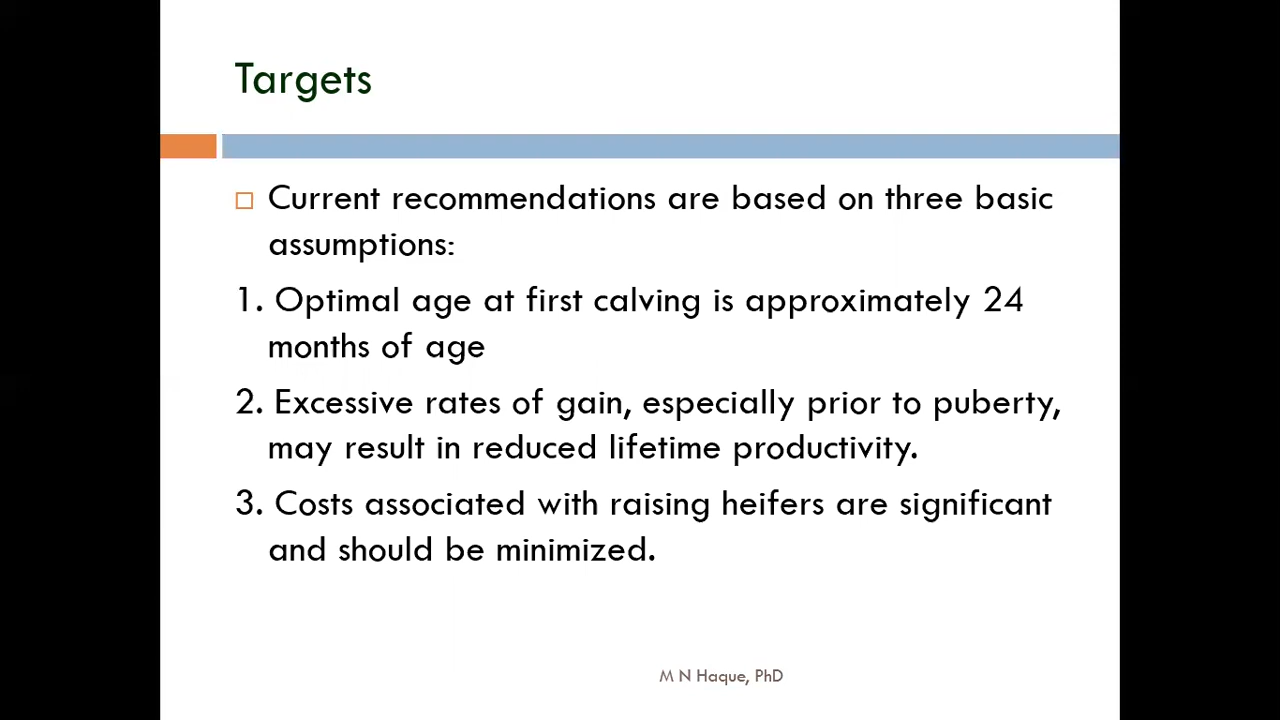 Targets
Current recommendations are based on three basic
assumptions:
1. Optimal age at first calving is approximately 24
months of age
2. Excessive rates of gain, especially prior to puberty,
may result in reduced lifetime productivity.
3. Costs associated with raising heifers are significant
and should be minimized.
M N Haque, PhD